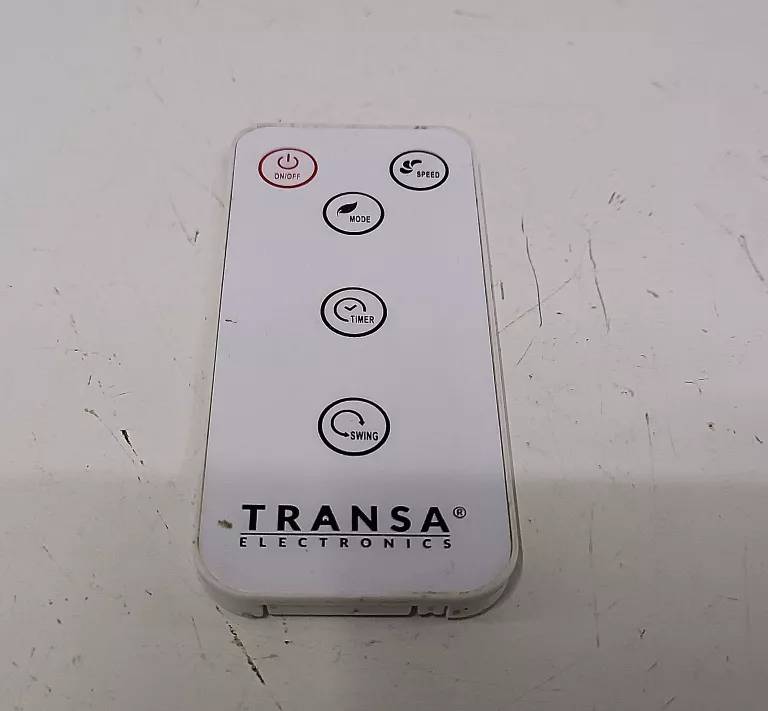 ON/OFF
SPEED
MODE
TIMER
SWING
TRANSA®
ELECTRONICS